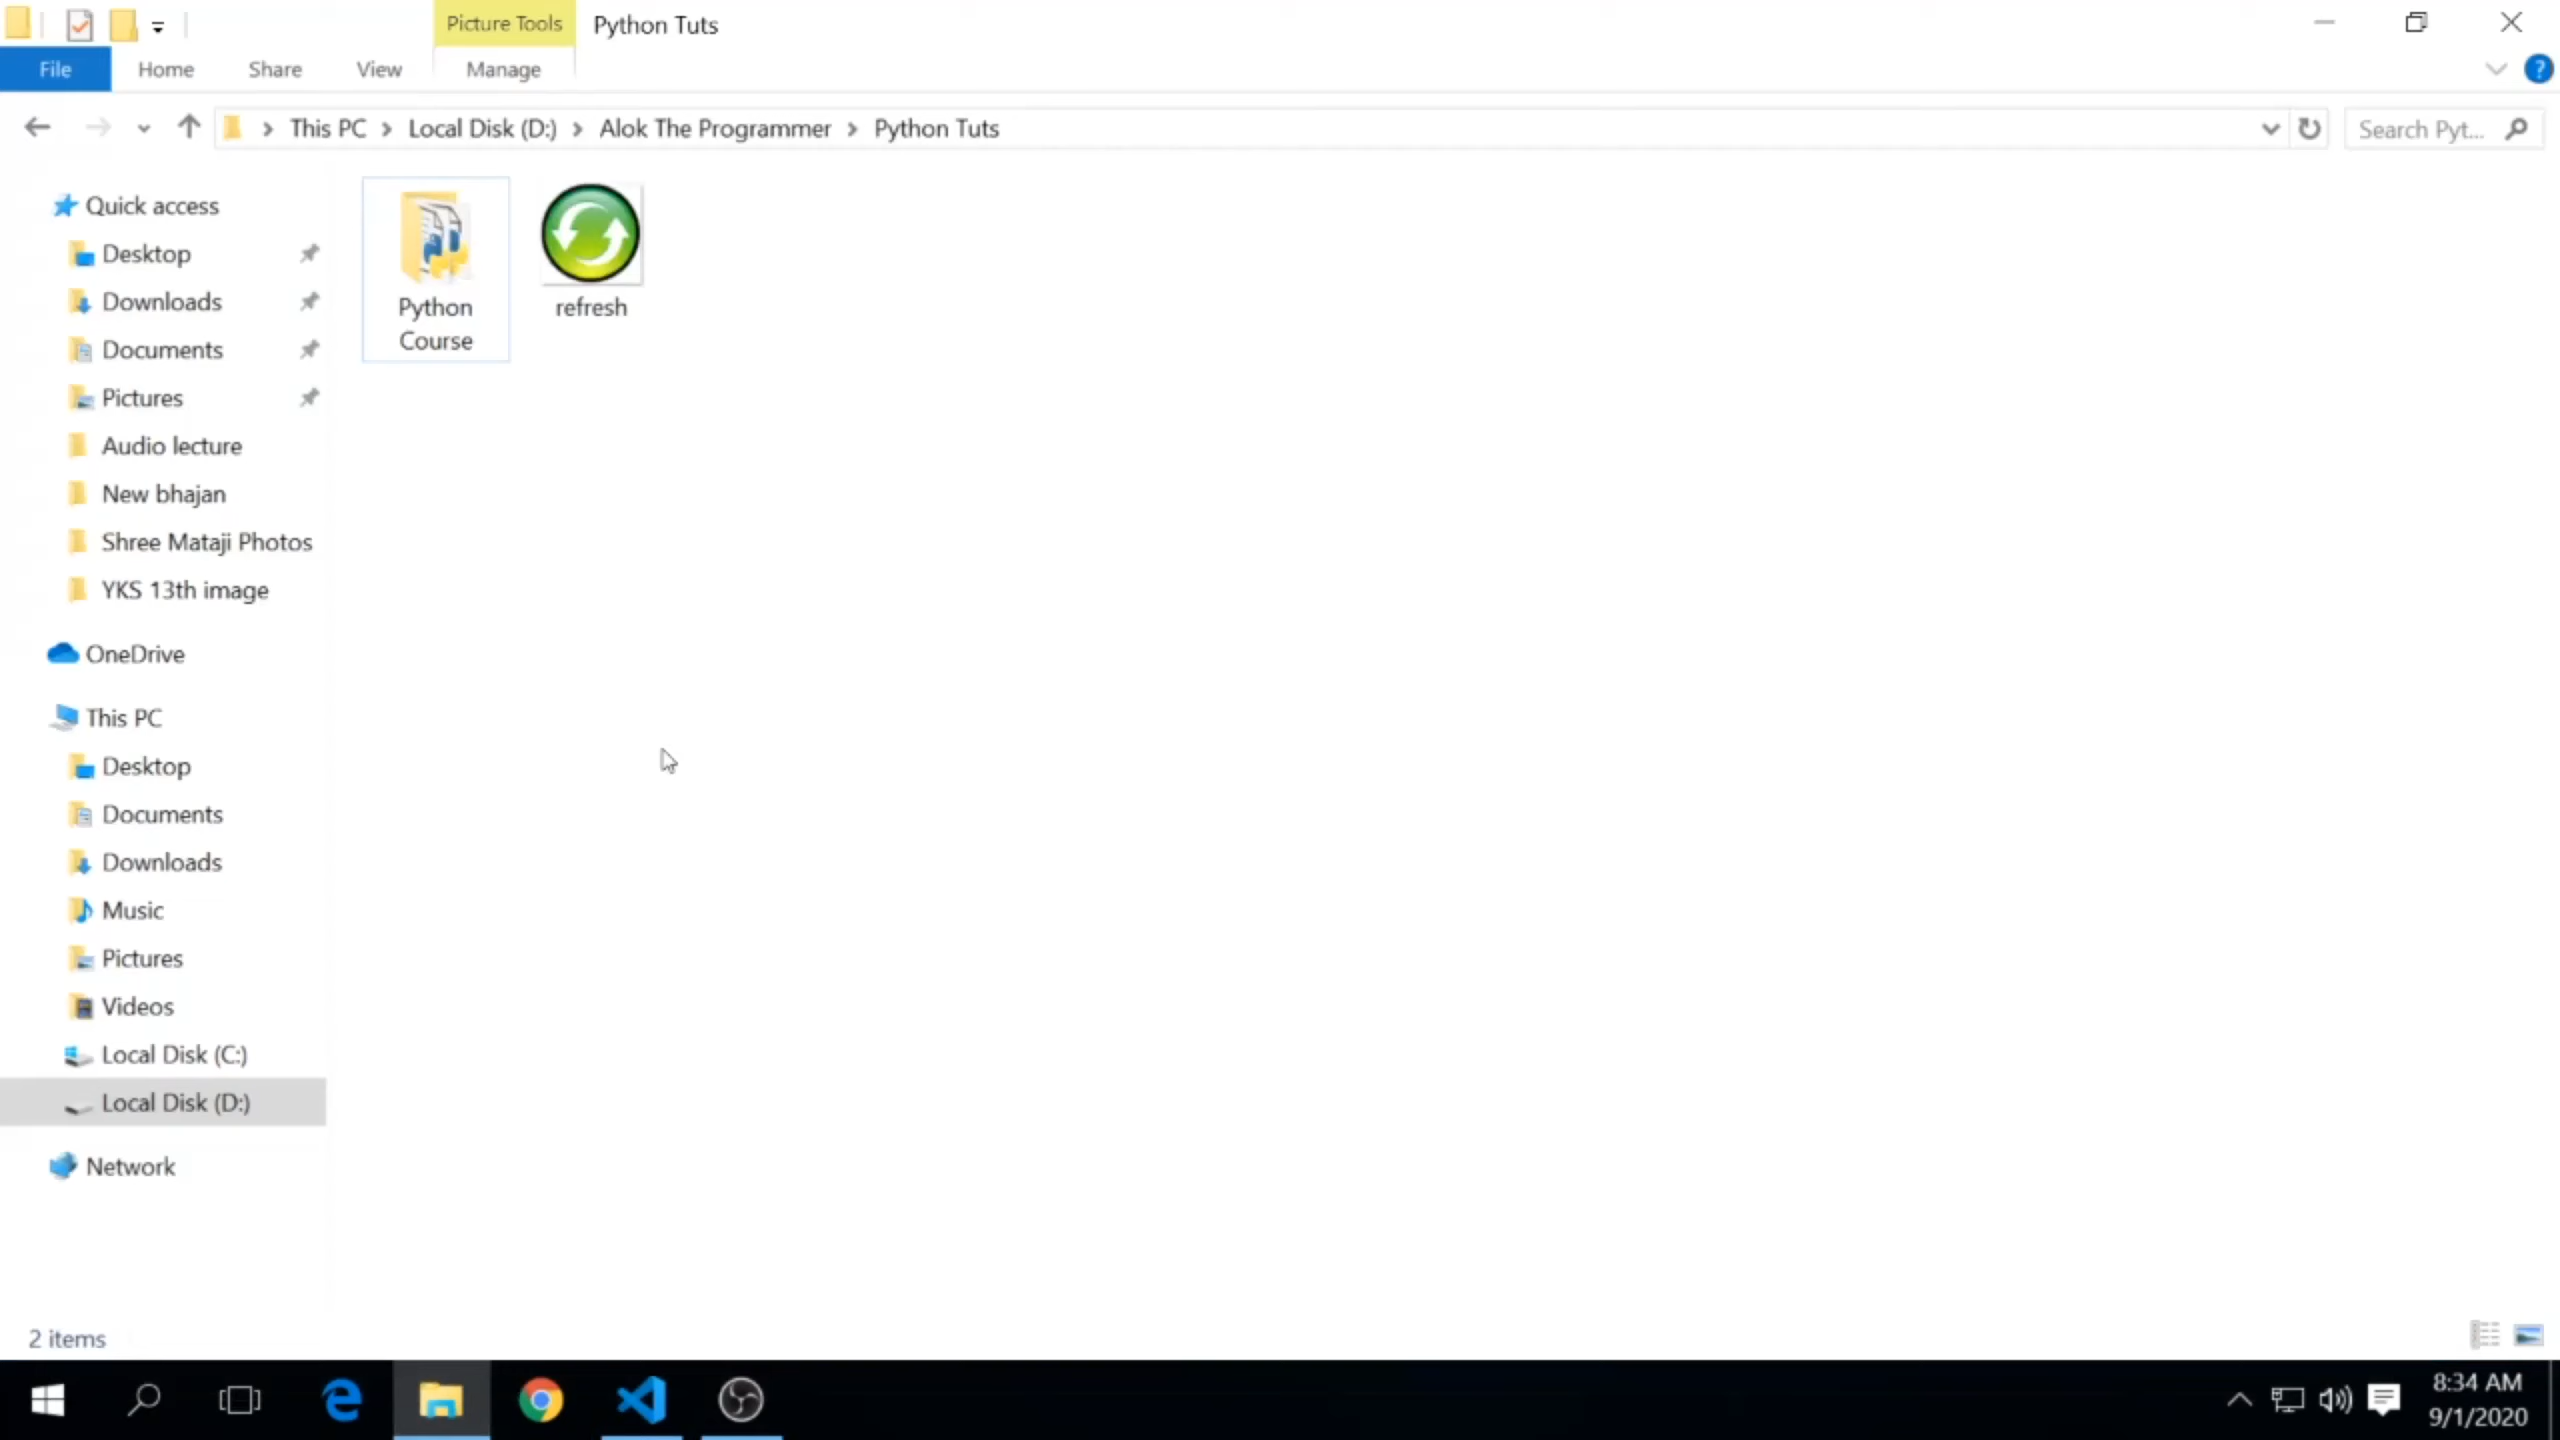 Picture Tools
Python Tuts
File
Home
Share
View
Manage
This PC
Local Disk (D:)
Alok The Programmer
Python Tuts
Search Pyt...
Quick access
Desktop
Downloads
Documents
Pictures
Audio lecture
New bhajan
Shree Mataji Photos
YKS 13th image
OneDrive
This PC
Desktop
Documents
Downloads
Music
Pictures
Videos
Local Disk (C:)
Local Disk (D:)
Network
Python
Course
refresh
2 items
8:34 AM
9/1/2020